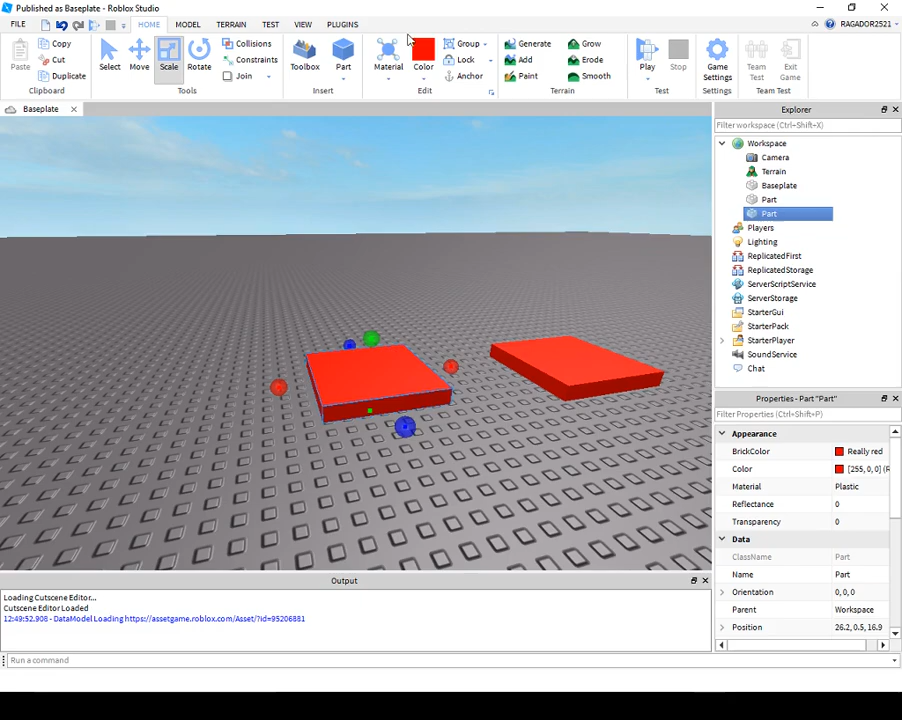 Published as Baseplate - Roblox Studio
FILE HOME MODEL TERRAIN TEST VIEW PLUGINS RAGADOR2521
Paste Copy Cut Duplicate Select Move Scale Rotate Collisions Constraints Join Toolbox Part Material Color Group Lock Anchor Generate Add Paint Grow Erode Smooth Play Stop Game Settings Team Test Exit Game
Clipboard Tools Insert Edit Terrain Test Settings Team Test
Baseplate
Explorer
Filter workspace (Ctrl+Shift+X)
Workspace
Camera
Terrain
Baseplate
Part
Part
Players
Lighting
ReplicatedFirst
ReplicatedStorage
ServerScriptService
ServerStorage
StarterGui
StarterPack
StarterPlayer
SoundService
Chat
Properties - Part "Part"
Filter Properties (Ctrl+Shift+P)
Appearance
BrickColor Really red
Color [255, 0, 0] (R
Material Plastic
Reflectance 0
Transparency 0
Data
ClassName Part
Name Part
Orientation 0, 0, 0
Parent Workspace
Position 26.2, 0.5, 16.9
Output
Loading Cutscene Editor...
Cutscene Editor Loaded
12:49:52.908 - DataModel Loading https://assetgame.roblox.com/Asset/?id=95206881
Run a command